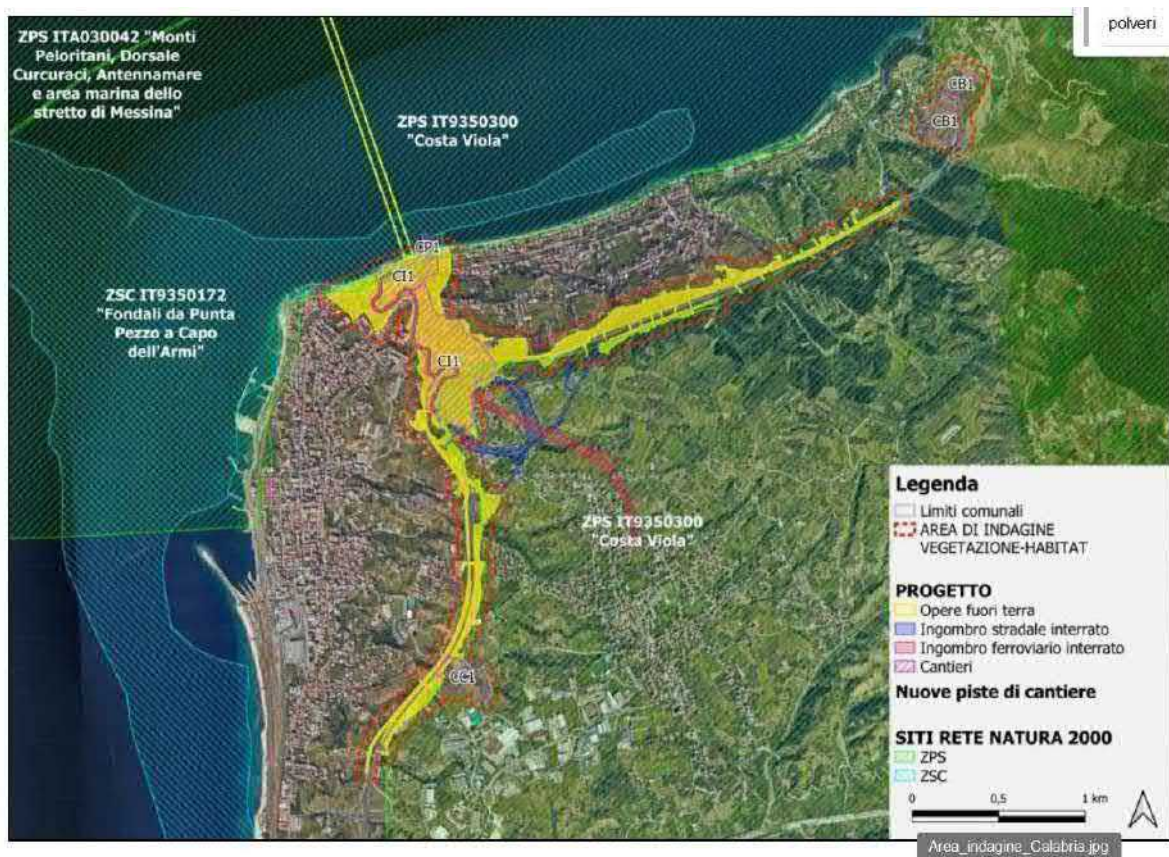 polveri
ZPS ITA030042 "Monti
Peloritani, Dorsale
Curcuraci, Antennamare
e area marina dello
stretto di Messina"
ZPS IT9350300
"Costa Viola"
CB1
CB1
CP1
CI1
ZSC IT9350172
"Fondali da Punta
Pezzo a Capo
dell'Armi"
CI1
ZPS IT9350300
"Costa Viola"
CC1
Legenda
Limiti comunali
AREA DI INDAGINE
VEGETAZIONE-HABITAT
PROGETTO
Opere fuori terra
Ingombro stradale interrato
Ingombro ferroviario interrato
Cantieri
Nuove piste di cantiere
SITI RETE NATURA 2000
ZPS
ZSC
0 0,5 1 km
Area_indagine_Calabria.jpg